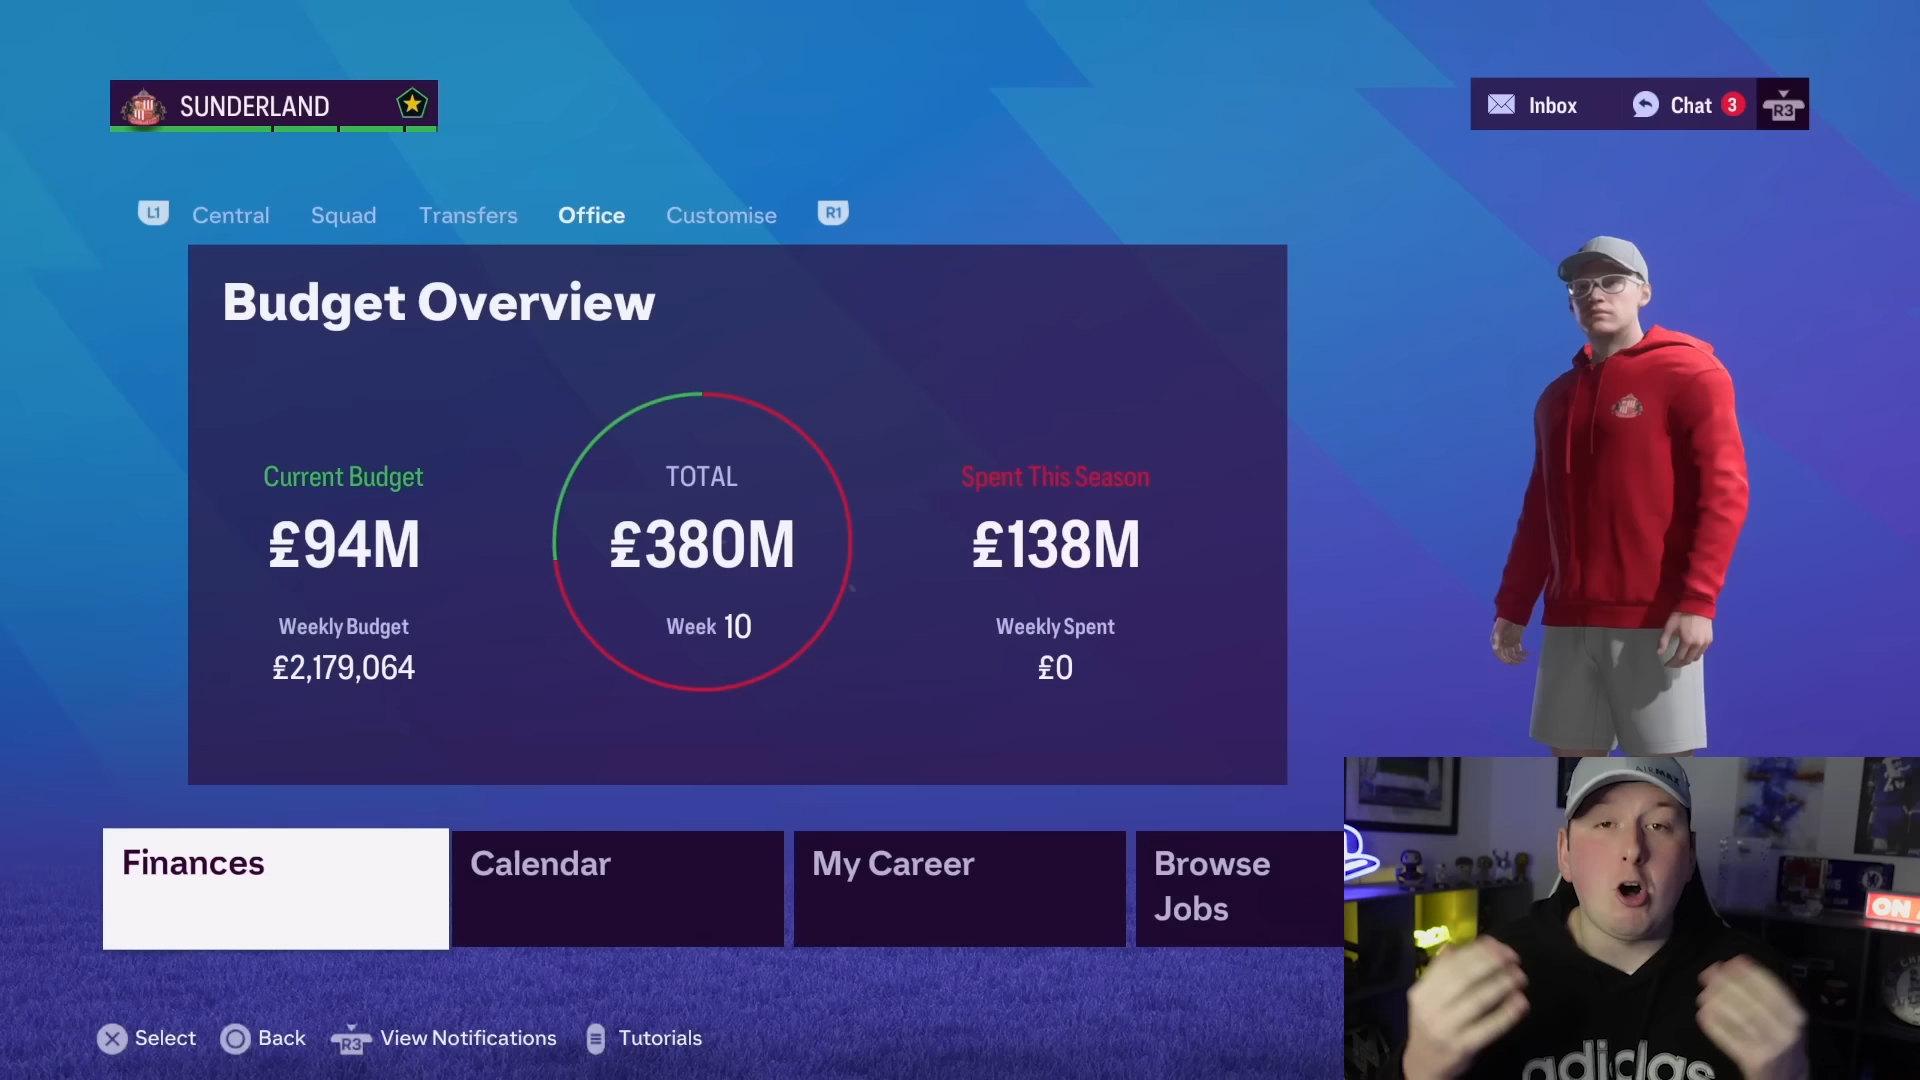 SUNDERLAND
Inbox
Chat 3
R3
L1 Central Squad Transfers Office Customise R1
Budget Overview
Current Budget
£94M
Weekly Budget
£2,179,064
TOTAL
£380M
Week 10
Spent This Season
£138M
Weekly Spent
£0
Finances
Calendar
My Career
Browse
Jobs
AIRMAX
ON
adidas
Select Back R3 View Notifications Tutorials